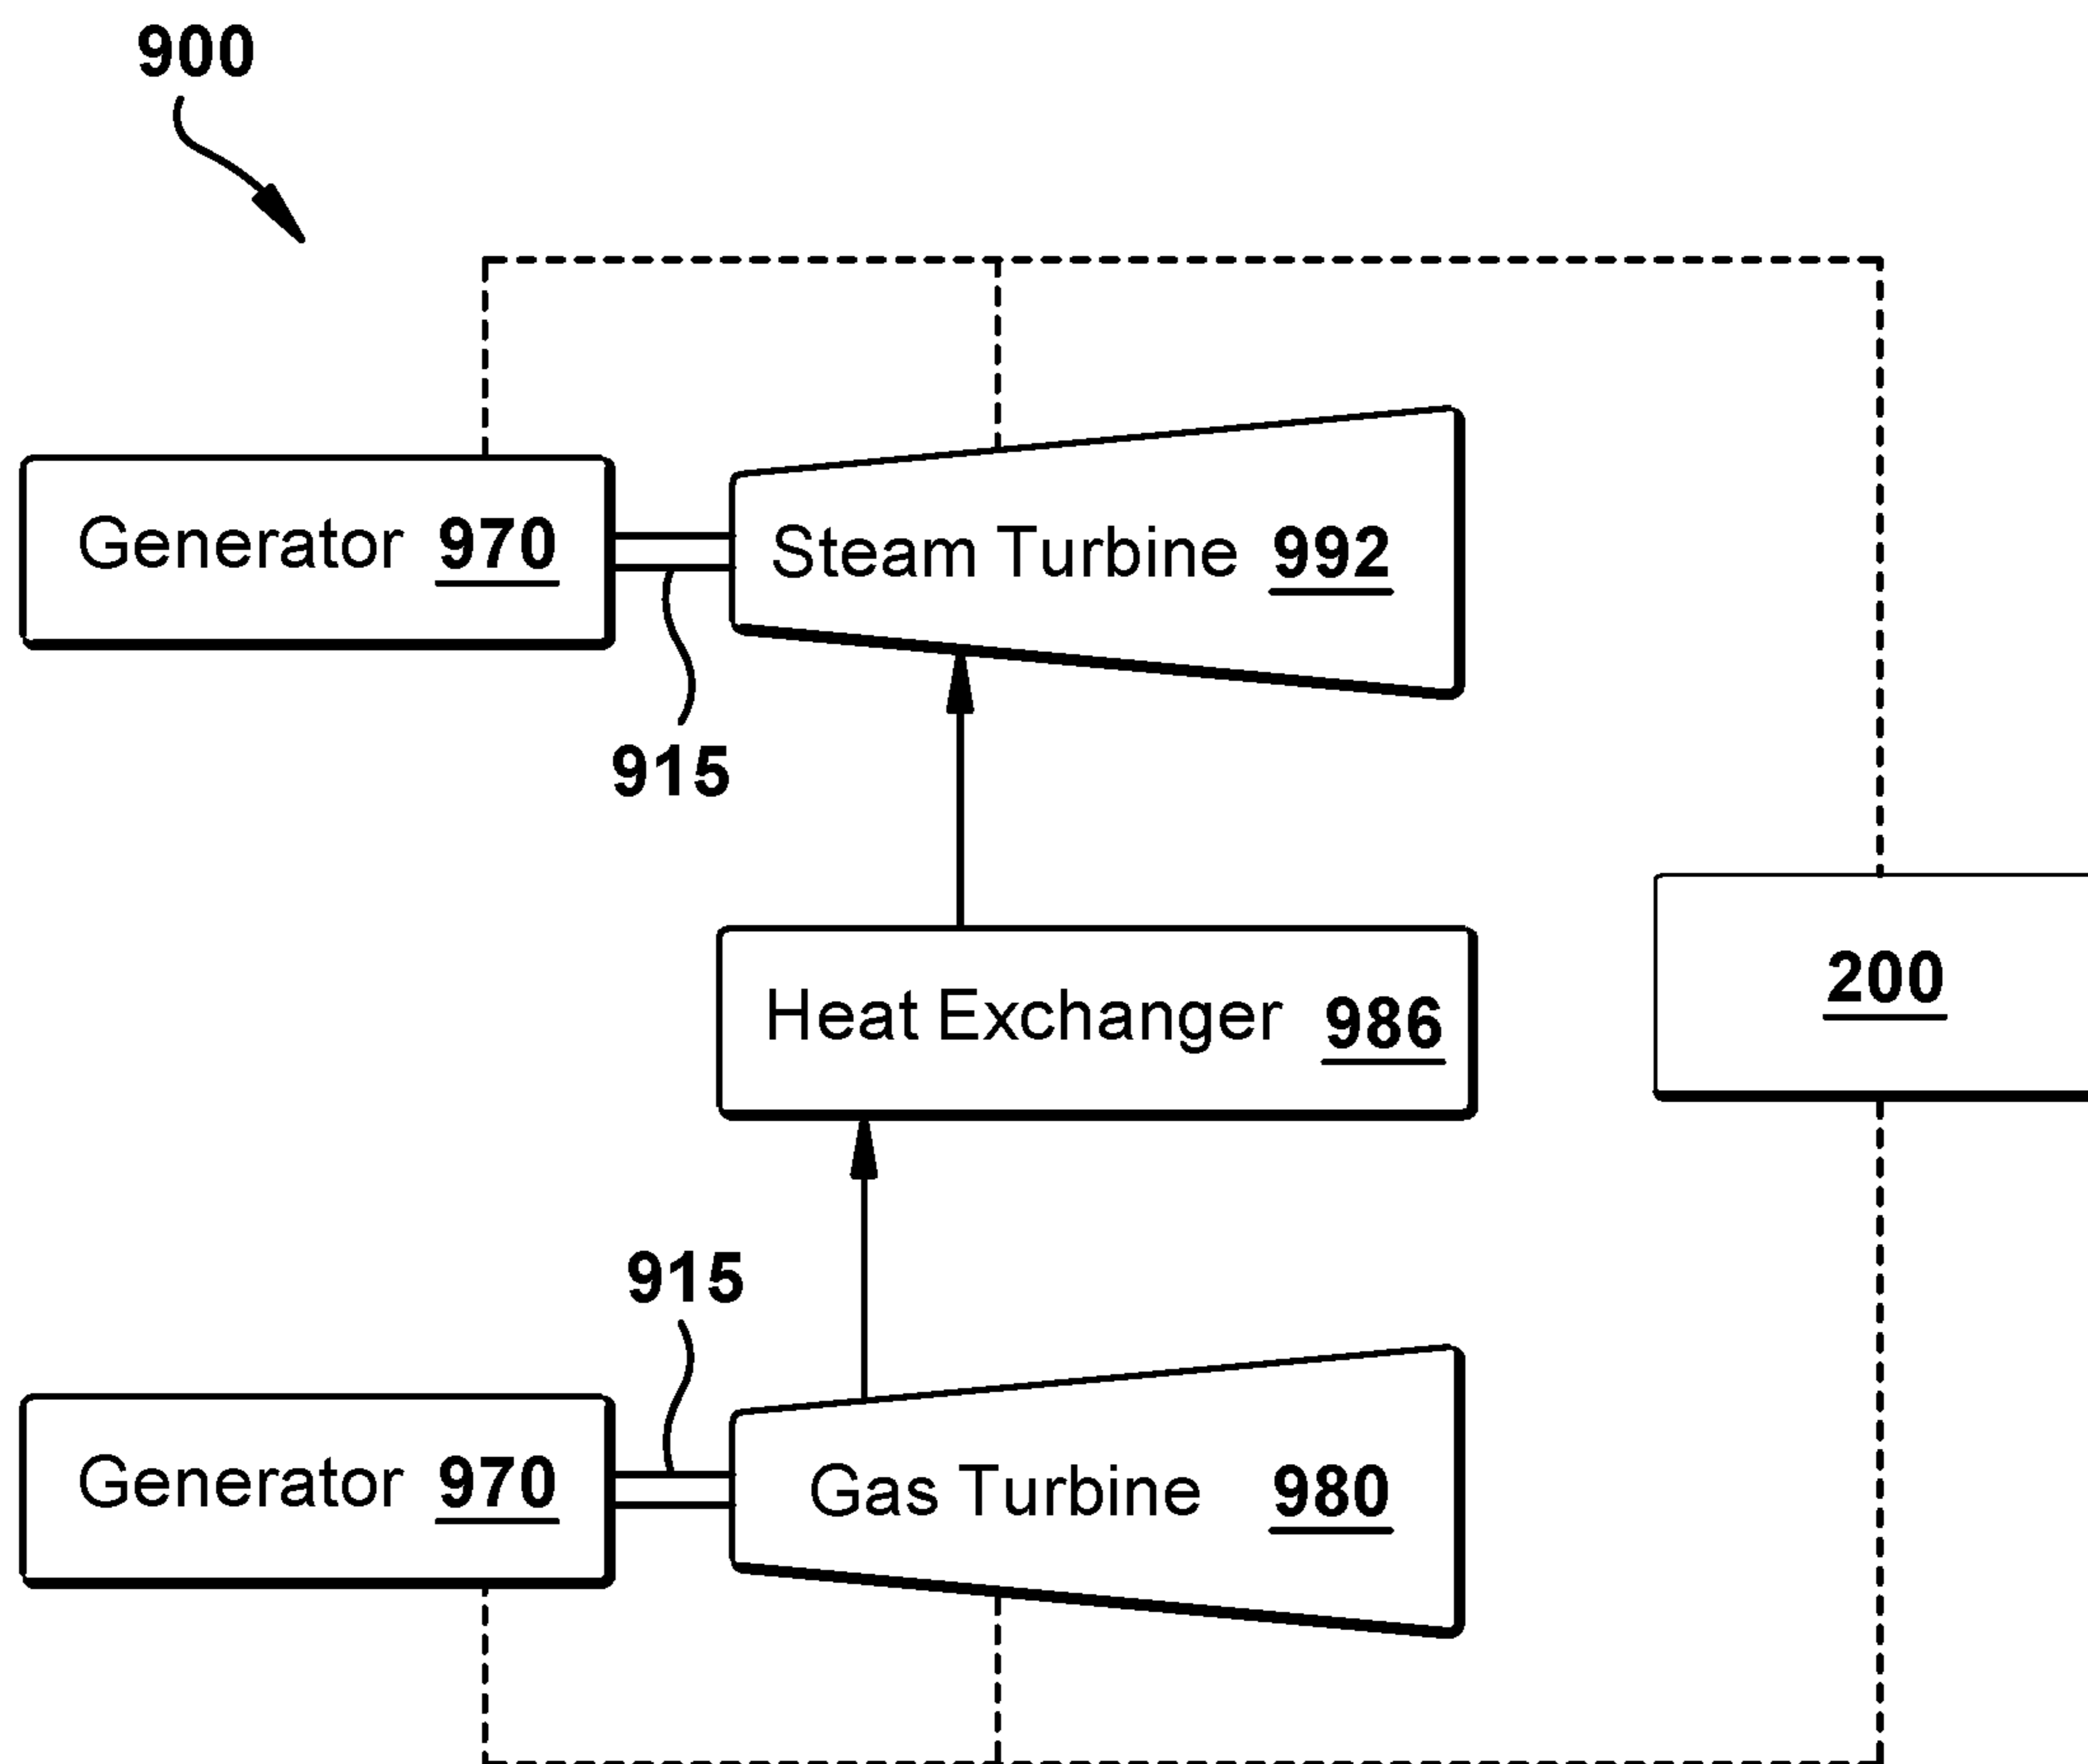 900
Generator 970
Steam Turbine 992
915
Heat Exchanger 986
200
915
Generator 970
Gas Turbine 980